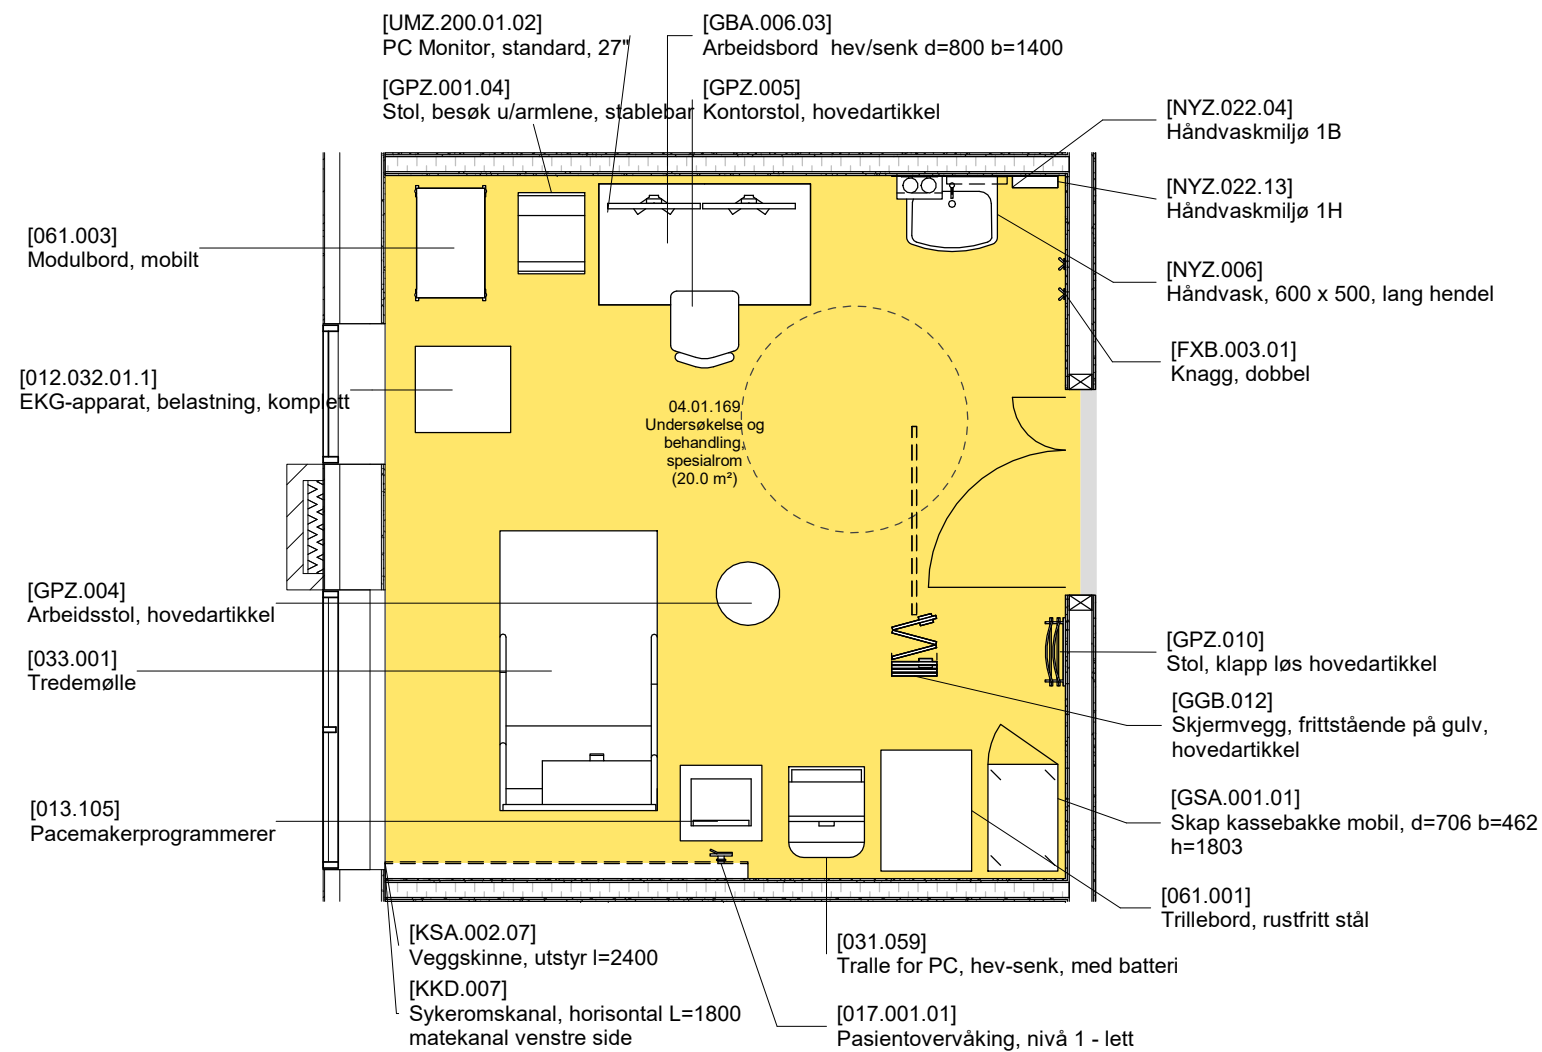 [UMZ.200.01.02]
PC Monitor, standard, 27"
[GBA.006.03]
Arbeidsbord  hev/senk d=800 b=1400
[GPZ.001.04]
Stol, besøk u/armlene, stablebar
[GPZ.005]
Kontorstol, hovedartikkel
[NYZ.022.04]
Håndvaskmiljø 1B
[NYZ.022.13]
Håndvaskmiljø 1H
[061.003]
Modulbord, mobilt
[NYZ.006]
Håndvask, 600 x 500, lang hendel
[FXB.003.01]
Knagg, dobbel
[012.032.01.1]
EKG-apparat, belastning, komplett
04.01.169
Undersøkelse og
behandling,
spesialrom
(20.0 m²)
[GPZ.004]
Arbeidsstol, hovedartikkel
[033.001]
Tredemølle
[GPZ.010]
Stol, klapp løs hovedartikkel
[GGB.012]
Skjermvegg, frittstående på gulv,
hovedartikkel
[013.105]
Pacemakerprogrammerer
[GSA.001.01]
Skap kassebakke mobil, d=706 b=462
h=1803
[061.001]
Trillebord, rustfritt stål
[KSA.002.07]
Veggskinne, utstyr l=2400
[031.059]
Tralle for PC, hev-senk, med batteri
[KKD.007]
Sykeromskanal, horisontal L=1800
matekanal venstre side
[017.001.01]
Pasientovervåking, nivå 1 - lett